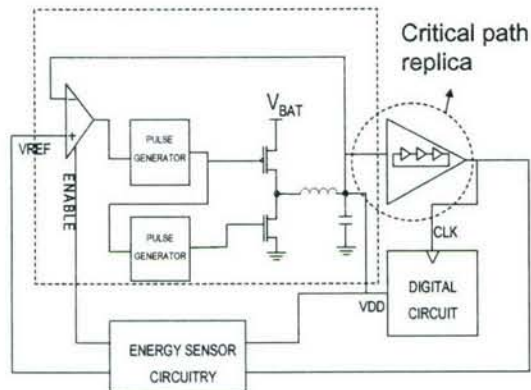 Critical path
replica
VBAT
PULSE
GENERATOR
VREF
ENABLE
PULSE
GENERATOR
CLK
VDD
DIGITAL
CIRCUIT
ENERGY SENSOR
CIRCUITRY